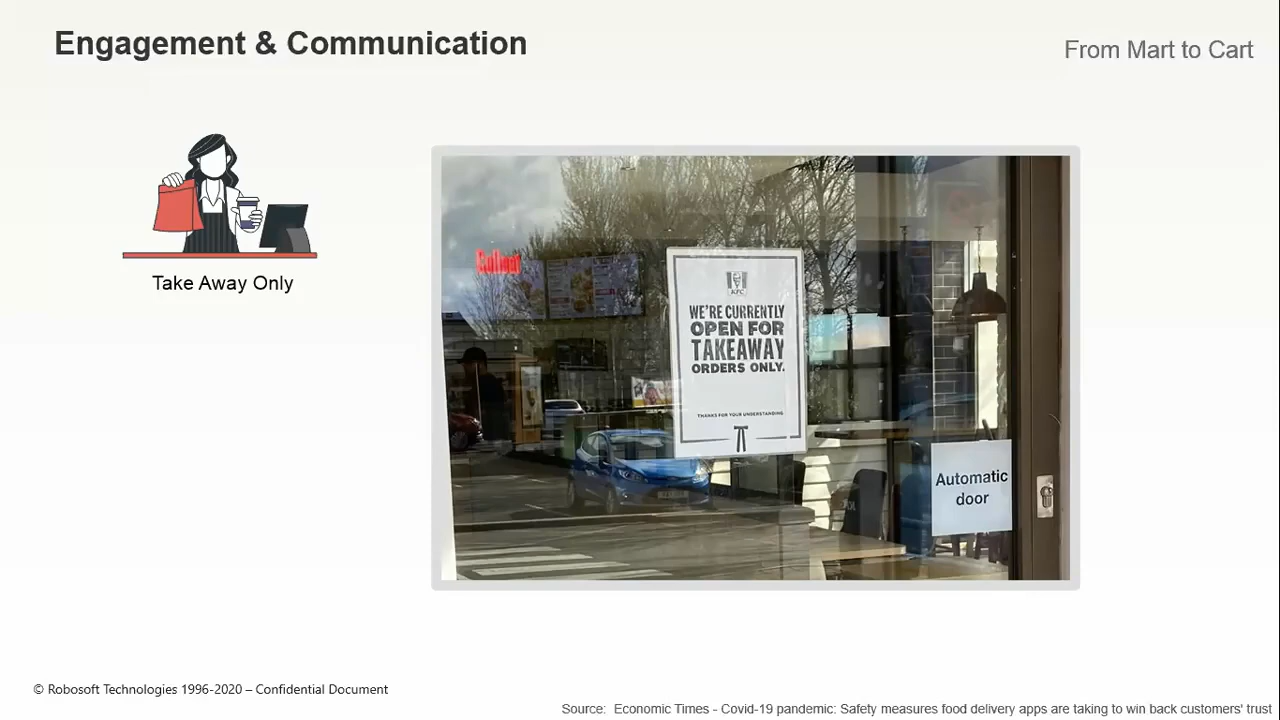 Engagement & Communication
From Mart to Cart
Take Away Only
KFC
WE'RE CURRENTLY
OPEN FOR
TAKEAWAY
ORDERS ONLY.
THANKS FOR YOUR UNDERSTANDING
Automatic
door
© Robosoft Technologies 1996-2020 – Confidential Document
Source: Economic Times - Covid-19 pandemic: Safety measures food delivery apps are taking to win back customers' trust